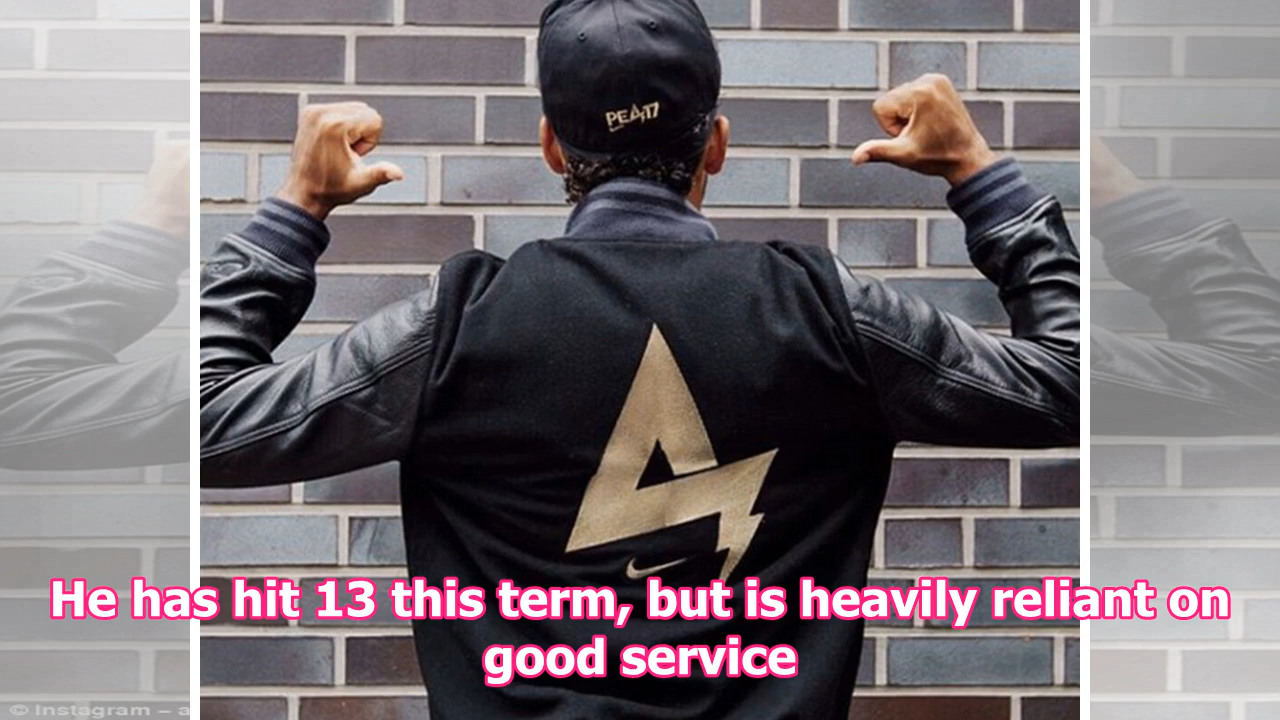 PEA17
He has hit 13 this term, but is heavily reliant on
good service
© Instagram – a